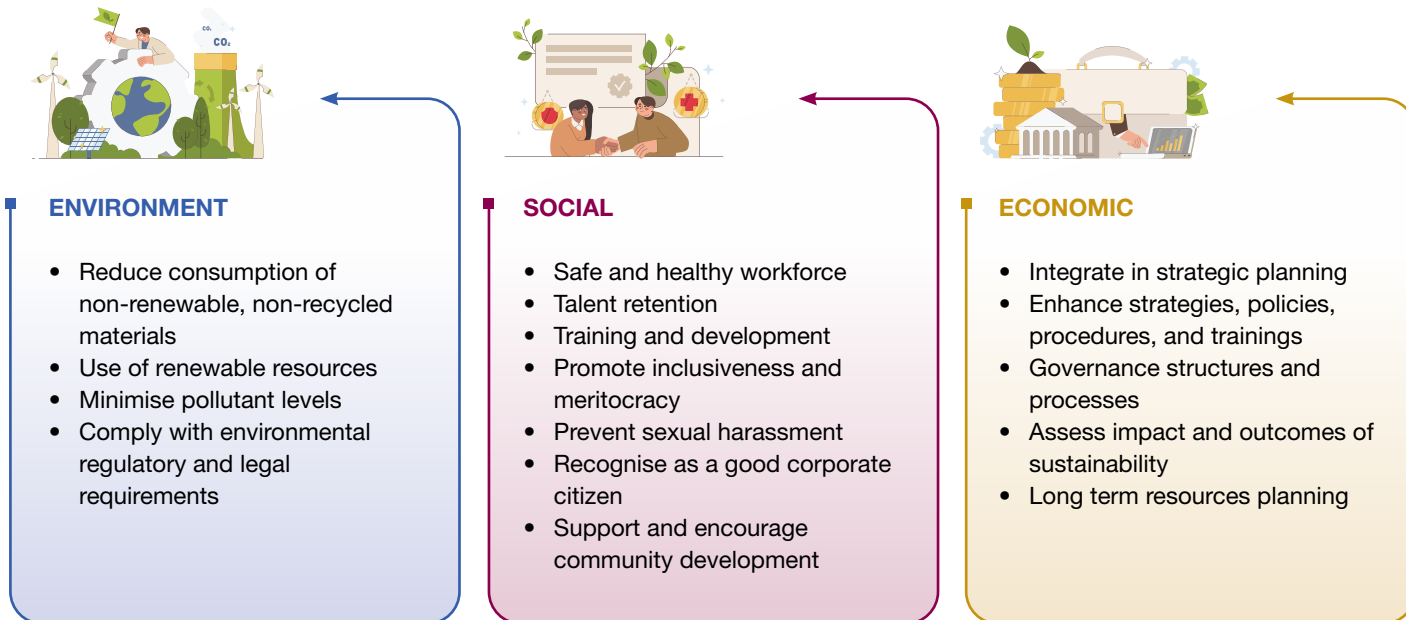 CO₂
CO₂
ENVIRONMENT
• Reduce consumption of
non-renewable, non-recycled
materials
• Use of renewable resources
• Minimise pollutant levels
• Comply with environmental
regulatory and legal
requirements
SOCIAL
• Safe and healthy workforce
• Talent retention
• Training and development
• Promote inclusiveness and
meritocracy
• Prevent sexual harassment
• Recognise as a good corporate
citizen
• Support and encourage
community development
ECONOMIC
• Integrate in strategic planning
• Enhance strategies, policies,
procedures, and trainings
• Governance structures and
processes
• Assess impact and outcomes of
sustainability
• Long term resources planning